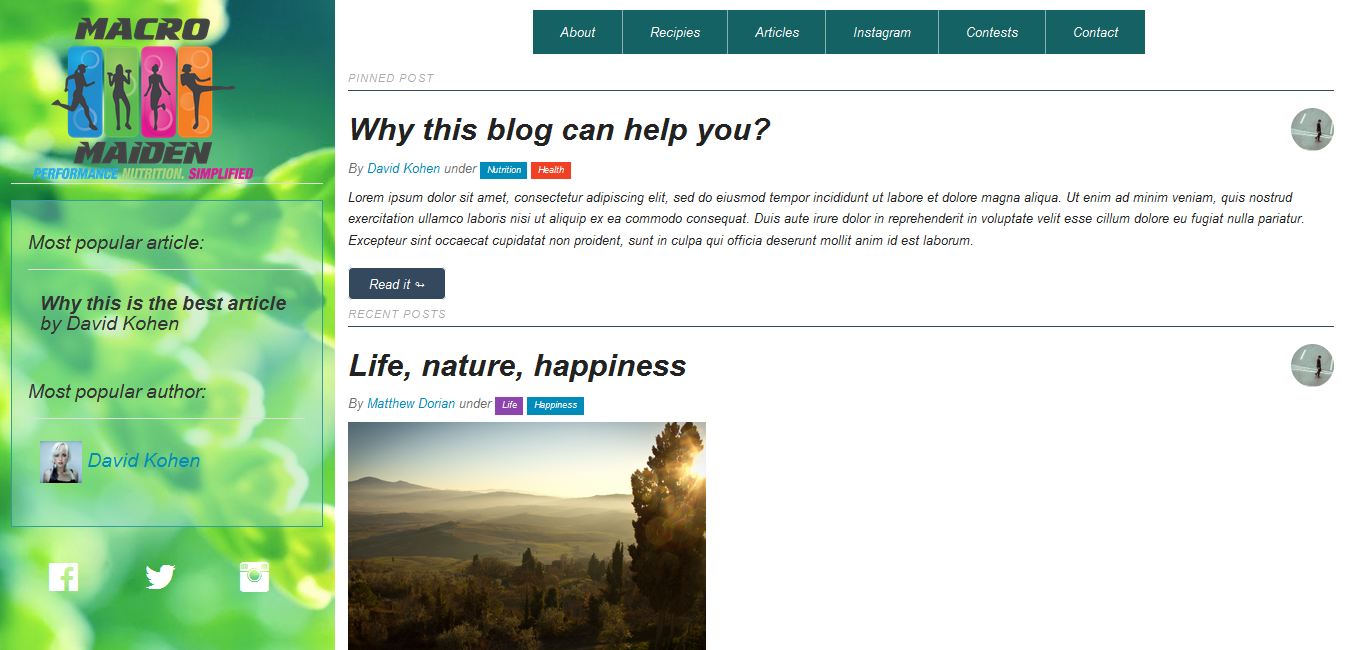 MACRO
MAiDEN
PERFORMANCE. NUTRITION. SIMPLIFIED
Most popular article:
Why this is the best article
by David Kohen
Most popular author:
David Kohen
About Recipies Articles Instagram Contests Contact
PINNED POST
Why this blog can help you?
By David Kohen under Nutrition Health
Lorem ipsum dolor sit amet, consectetur adipiscing elit, sed do eiusmod tempor incididunt ut labore et dolore magna aliqua. Ut enim ad minim veniam, quis nostrud
exercitation ullamco laboris nisi ut aliquip ex ea commodo consequat. Duis aute irure dolor in reprehenderit in voluptate velit esse cillum dolore eu fugiat nulla pariatur.
Excepteur sint occaecat cupidatat non proident, sunt in culpa qui officia deserunt mollit anim id est laborum.
Read it ↬
RECENT POSTS
Life, nature, happiness
By Matthew Dorian under Life Happiness